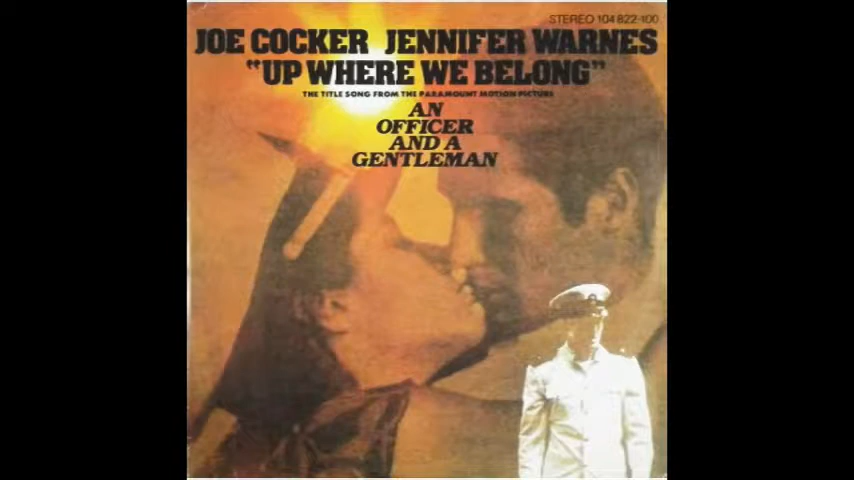 STEREO 104 822-100
JOE COCKER JENNIFER WARNES
"UP WHERE WE BELONG"
THE TITLE SONG FROM THE PARAMOUNT MOTION PICTURE
AN
OFFICER
AND A
GENTLEMAN